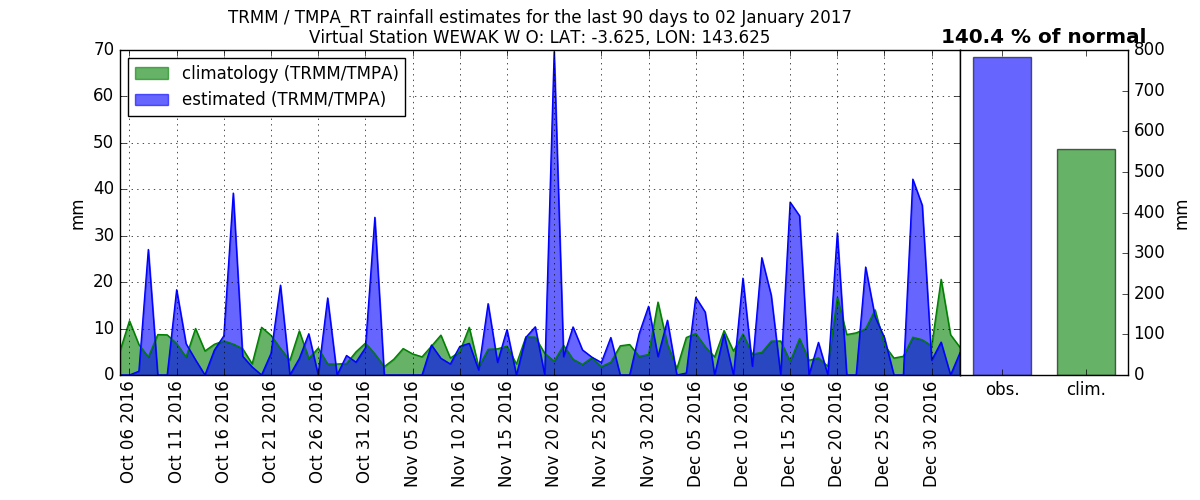 TRMM / TMPA_RT rainfall estimates for the last 90 days to 02 January 2017
Virtual Station WEWAK W O: LAT: -3.625, LON: 143.625
140.4 % of normal
climatology (TRMM/TMPA)
estimated (TRMM/TMPA)
70
60
50
40
30
20
10
0
mm
800
700
600
500
400
300
200
100
0
mm
obs.
clim.
Oct 06 2016
Oct 11 2016
Oct 16 2016
Oct 21 2016
Oct 26 2016
Oct 31 2016
Nov 05 2016
Nov 10 2016
Nov 15 2016
Nov 20 2016
Nov 25 2016
Nov 30 2016
Dec 05 2016
Dec 10 2016
Dec 15 2016
Dec 20 2016
Dec 25 2016
Dec 30 2016